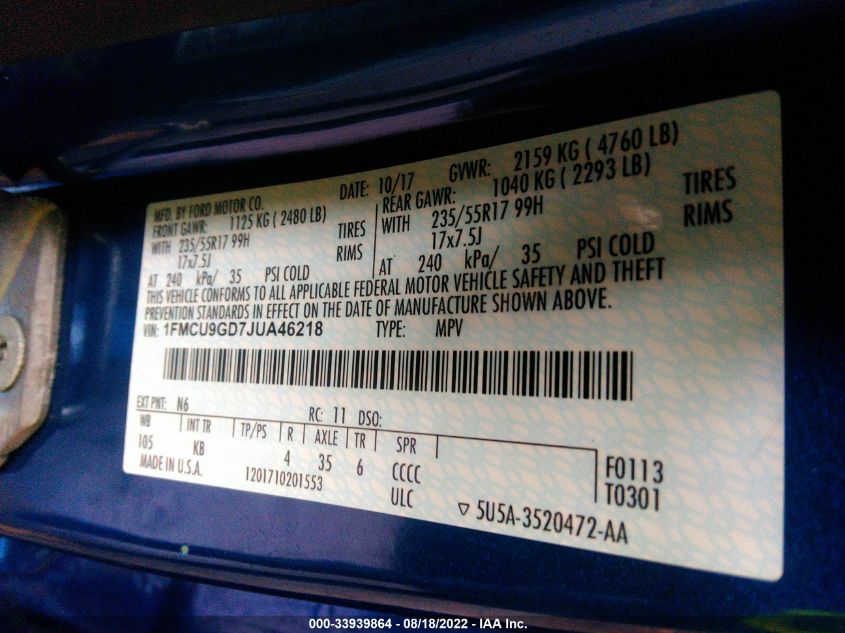 MFD. BY FORD MOTOR CO. DATE: 10/17 GVWR: 2159 KG ( 4760 LB)
FRONT GAWR: 1125 KG ( 2480 LB) REAR GAWR: 1040 KG ( 2293 LB)
WITH 235/55R17 99H TIRES WITH 235/55R17 99H TIRES
17x7.5J RIMS 17x7.5J RIMS
AT 240 kPa/ 35 PSI COLD AT 240 kPa/ 35 PSI COLD
THIS VEHICLE CONFORMS TO ALL APPLICABLE FEDERAL MOTOR VEHICLE SAFETY AND THEFT
PREVENTION STANDARDS IN EFFECT ON THE DATE OF MANUFACTURE SHOWN ABOVE.
VIN: 1FMCU9GD7JUA46218 TYPE: MPV
EXT PNT: N6 RC: 11 DSO:
WB INT TR TP/PS R AXLE TR SPR
105 KB 4 35 6 CCCC F0113
MADE IN U.S.A. 1201710201553 ULC T0301
▽ 5U5A-3520472-AA
000-33939864 - 08/18/2022 - IAA Inc.